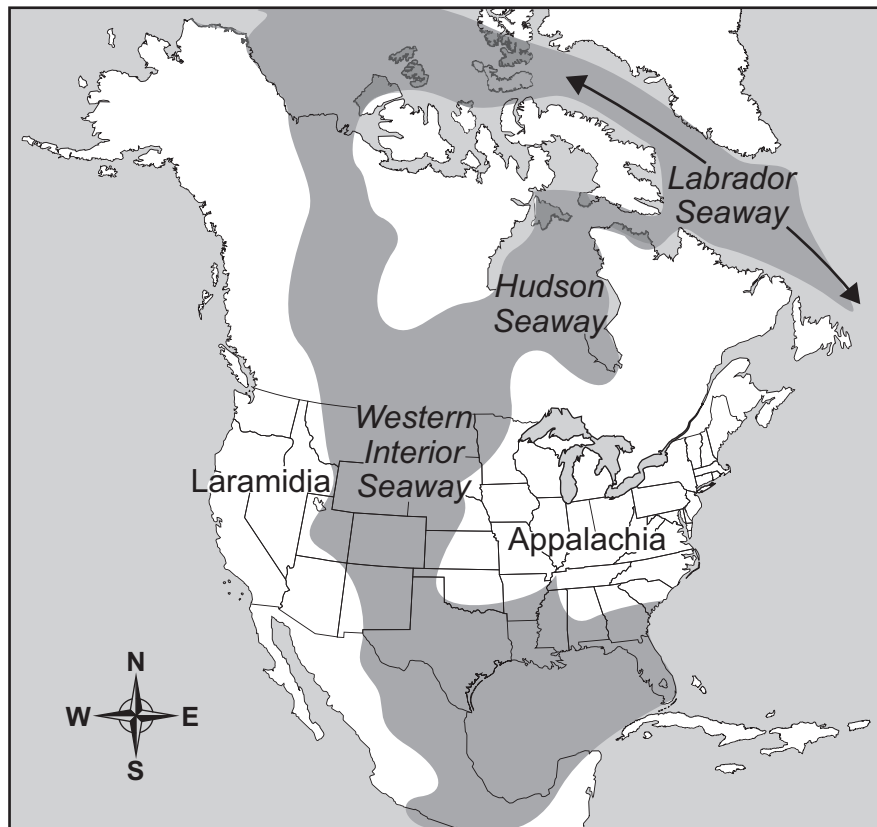 Labrador
Seaway
Hudson
Seaway
Western
Interior
Seaway
Laramidia
Appalachia
N
W E
S